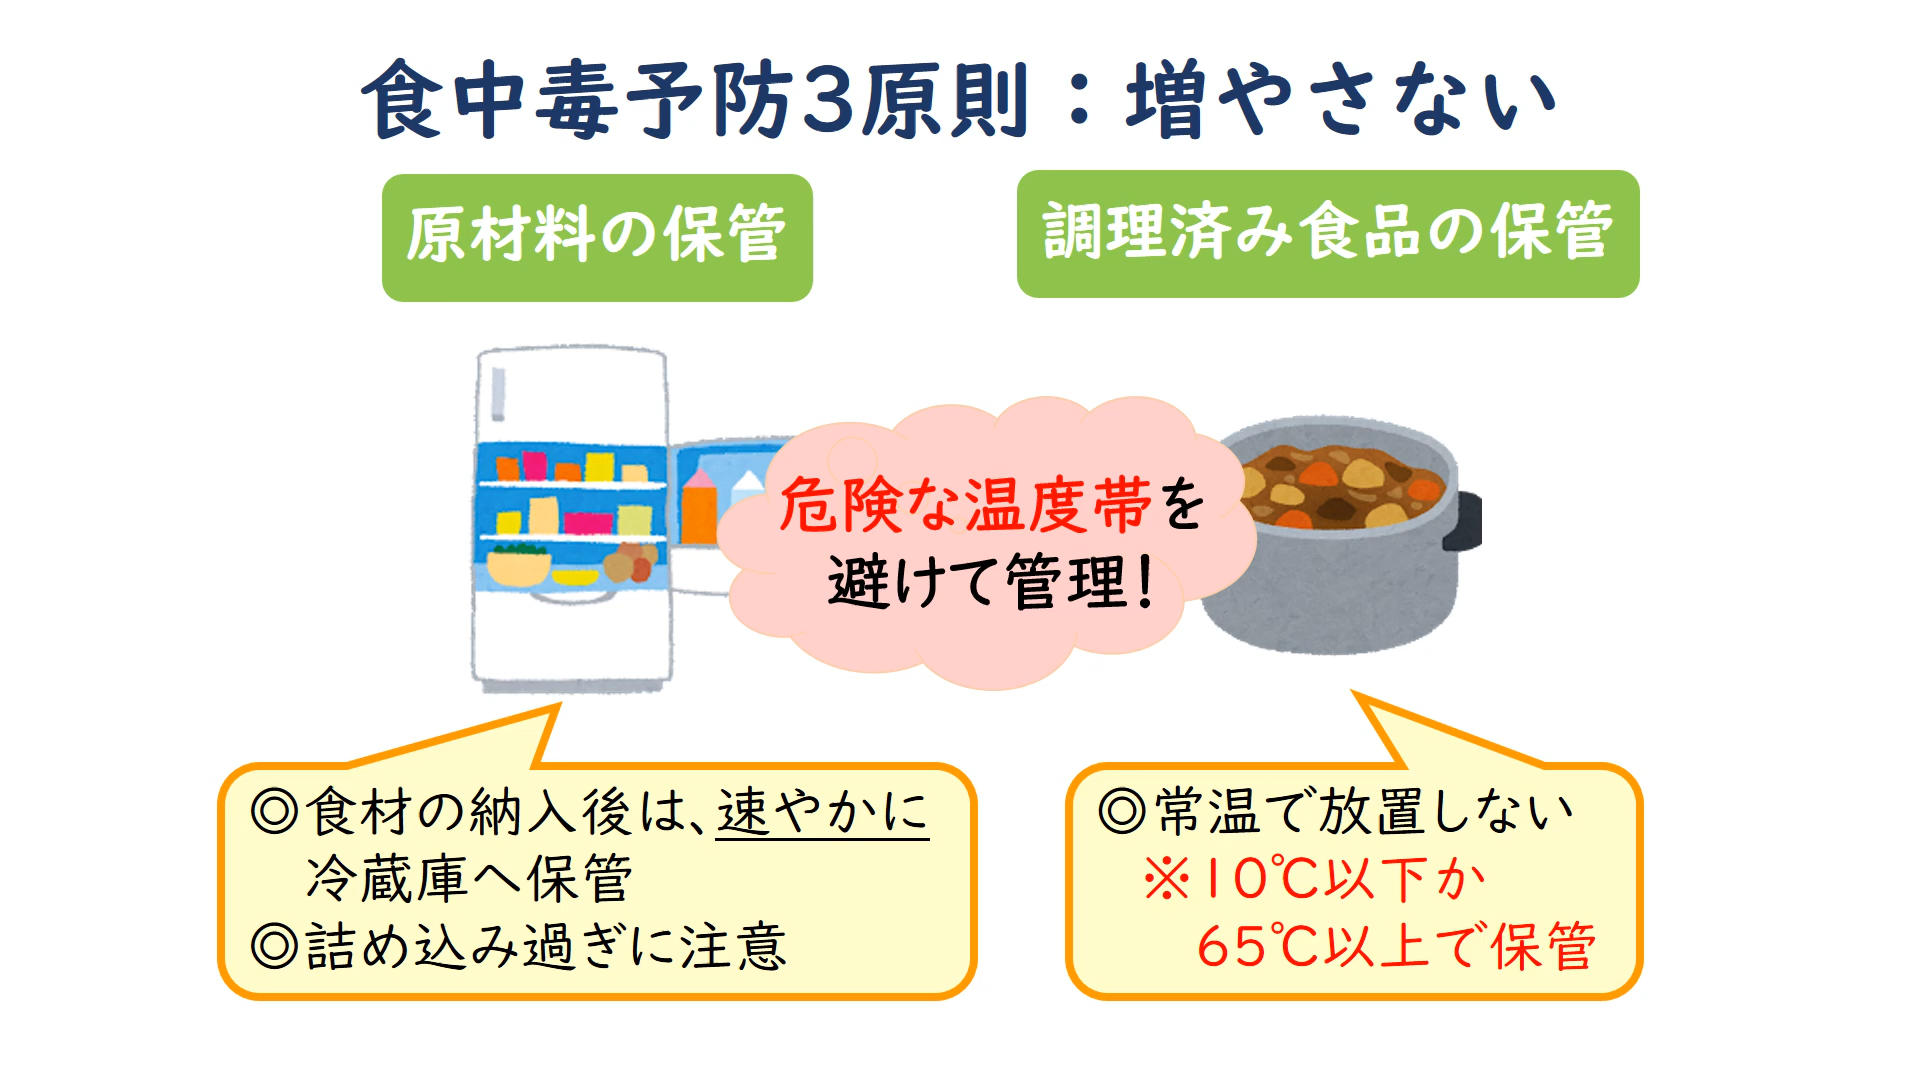 食中毒予防3原則：増やさない
原材料の保管
調理済み食品の保管
危険な温度帯を
避けて管理！
◎食材の納入後は、速やかに
冷蔵庫へ保管
◎詰め込み過ぎに注意
◎常温で放置しない
※10℃以下か
65℃以上で保管